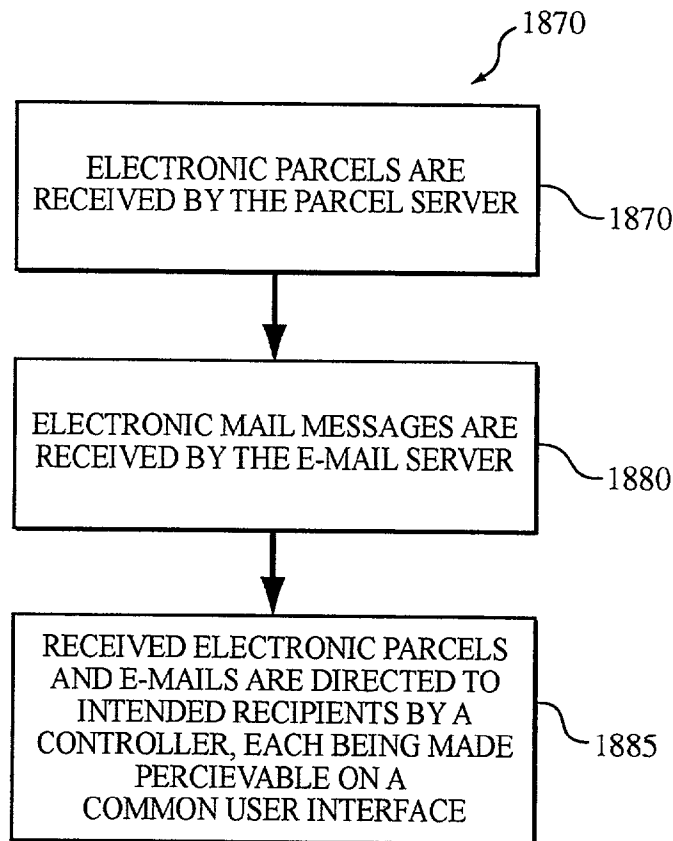 1870
ELECTRONIC PARCELS ARE
RECEIVED BY THE PARCEL SERVER
1870
ELECTRONIC MAIL MESSAGES ARE
RECEIVED BY THE E-MAIL SERVER
1880
RECEIVED ELECTRONIC PARCELS
AND E-MAILS ARE DIRECTED TO
INTENDED RECIPIENTS BY A
CONTROLLER, EACH BEING MADE
PERCIEVABLE ON A
COMMON USER INTERFACE
1885